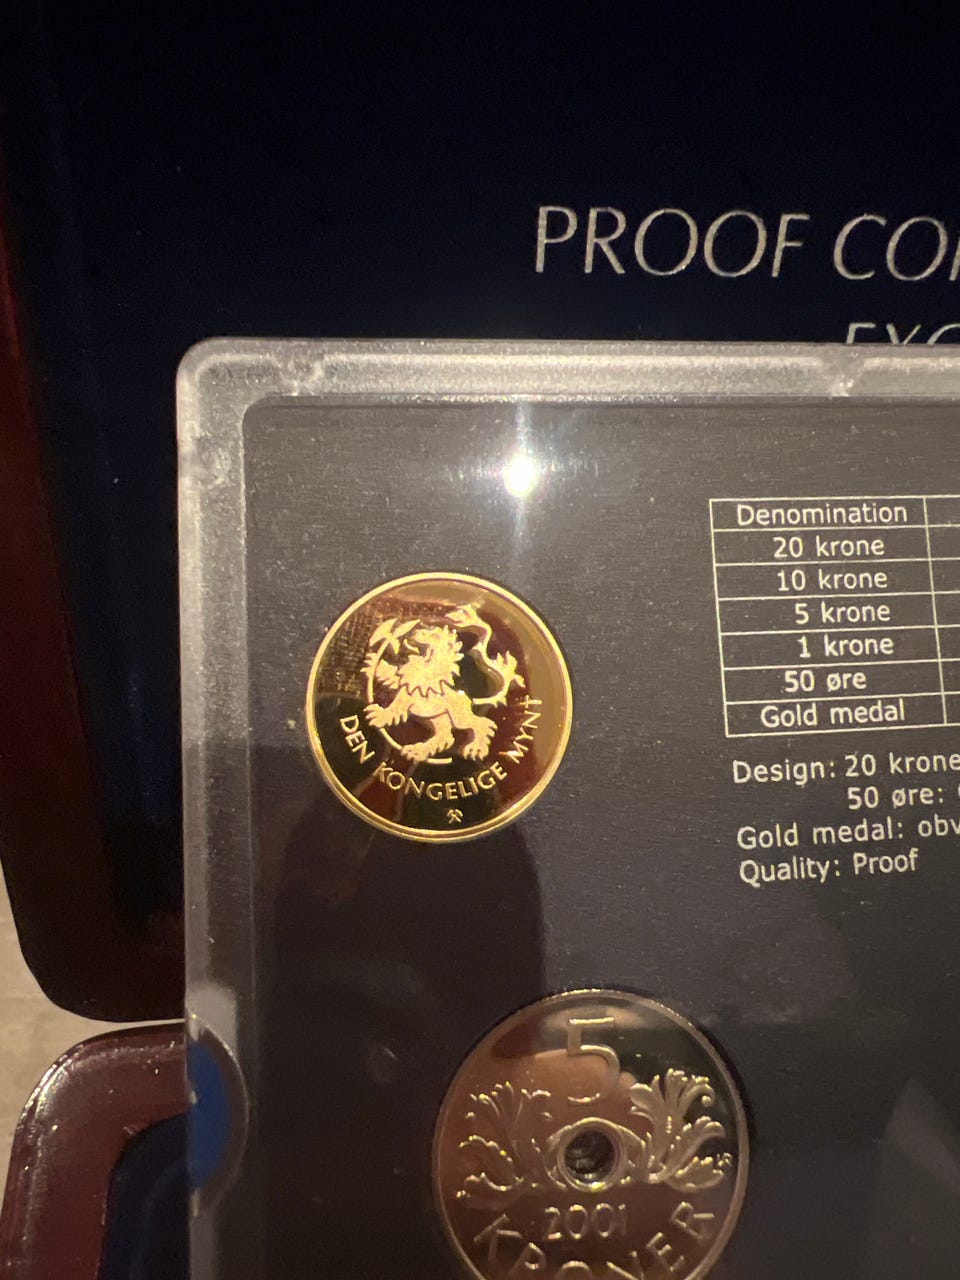 PROOF
Denomination
20 krone
10 krone
5 krone
1 krone
50 øre
Gold medal
Design: 20 krone
50 øre:
Gold medal:
Quality: Proof
DEN KONGELIGE MYNT
5
2001
KRONER